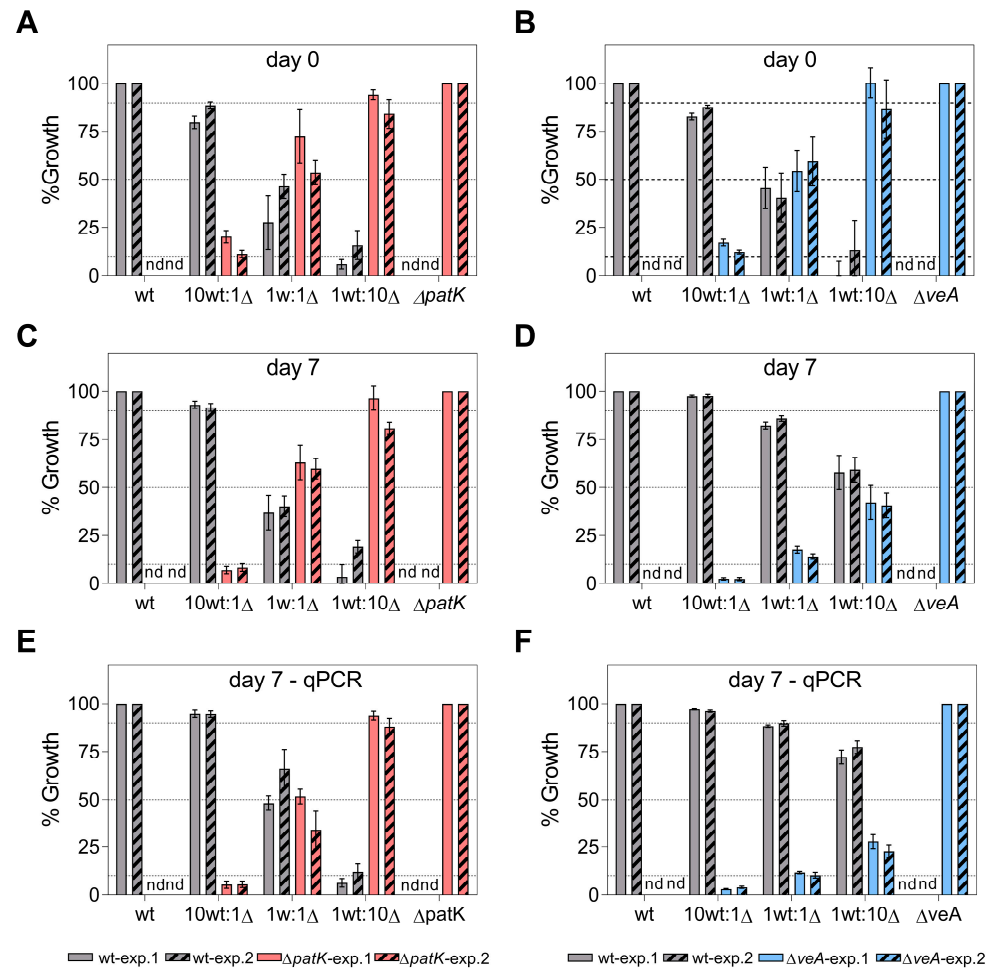 A
day 0
%Growth
100
75
50
25
0
ndnd
ndnd
wt
10wt:1Δ
1w:1Δ
1wt:10Δ
ΔpatK
B
day 0
%Growth
100
75
50
25
0
nd nd
nd nd
wt
10wt:1Δ
1wt:1Δ
1wt:10Δ
ΔveA
C
day 7
% Growth
100
75
50
25
0
nd nd
nd nd
wt
10wt:1Δ
1w:1Δ
1wt:10Δ
ΔpatK
D
day 7
% Growth
100
75
50
25
0
nd nd
nd nd
wt
10wt:1Δ
1wt:1Δ
1wt:10Δ
ΔveA
E
day 7 - qPCR
% Growth
100
75
50
25
0
ndnd
nd nd
wt
10wt:1Δ
1w:1Δ
1wt:10Δ
ΔpatK
F
day 7 - qPCR
% Growth
100
75
50
25
0
nd nd
nd nd
wt
10wt:1Δ
1wt:1Δ
1wt:10Δ
ΔveA
wt-exp.1 wt-exp.2 ΔpatK-exp.1 ΔpatK-exp.2
wt-exp.1 wt-exp.2 ΔveA-exp.1 ΔveA-exp.2